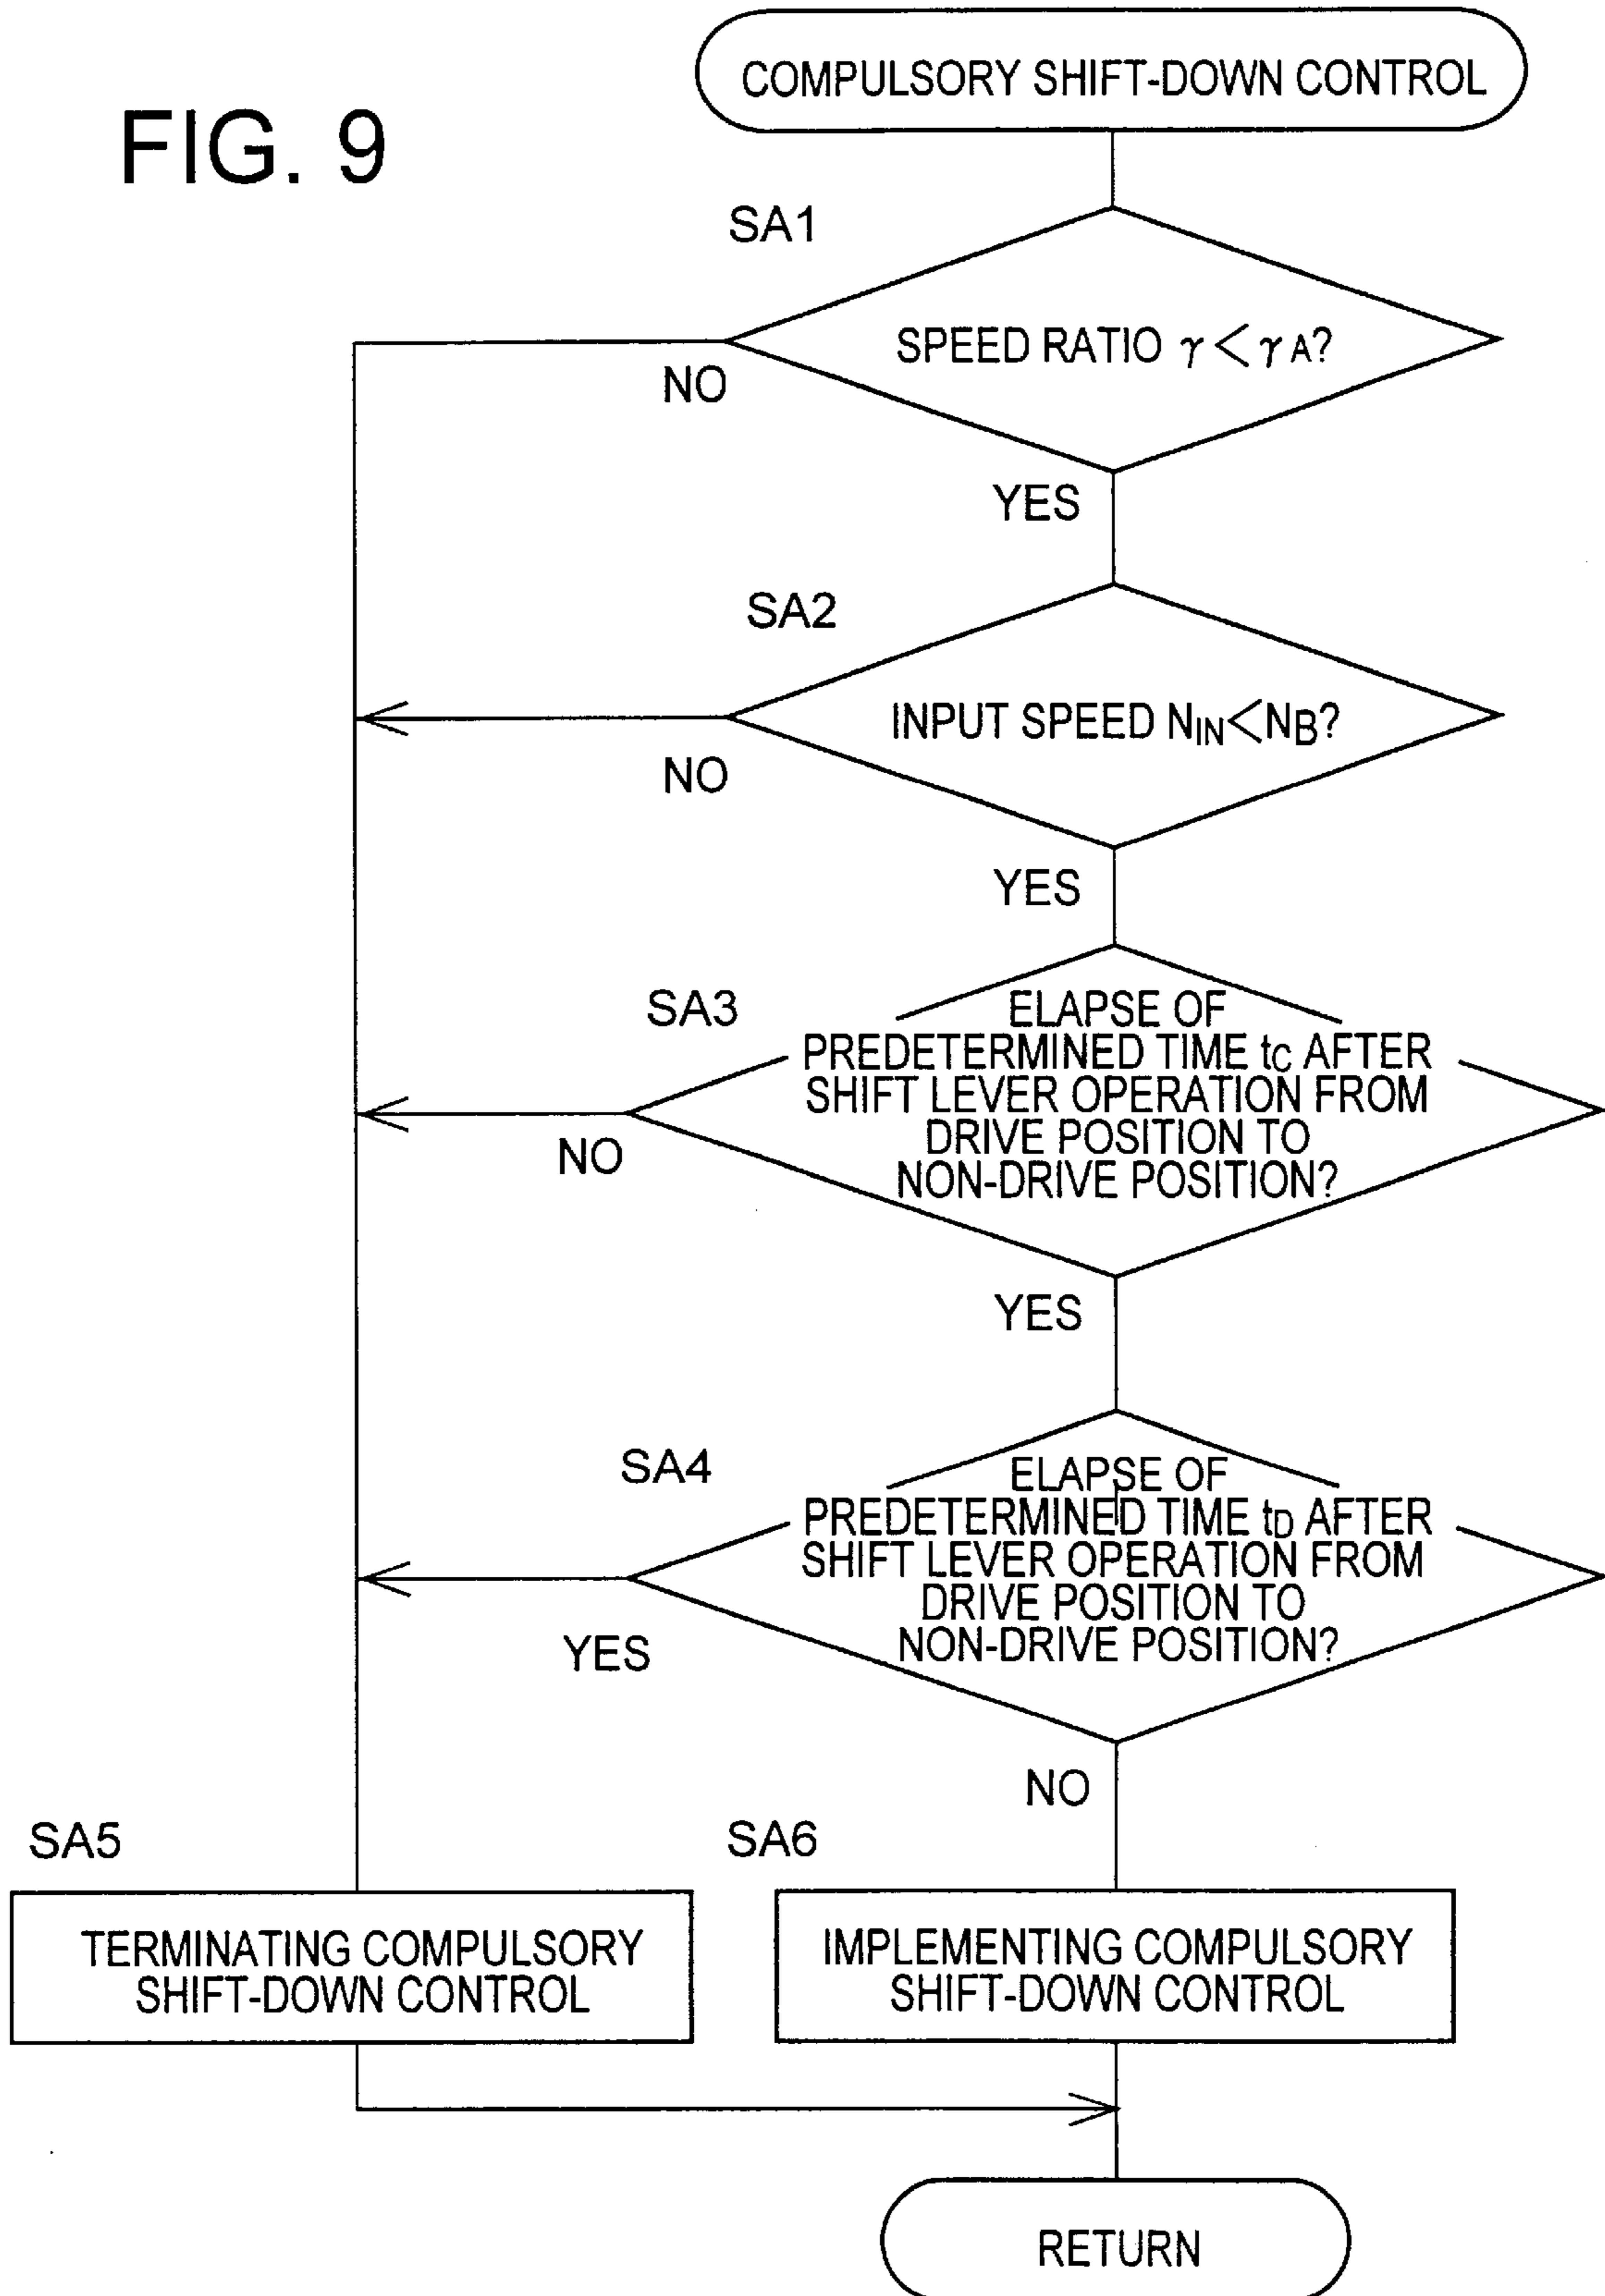 FIG. 9
COMPULSORY SHIFT-DOWN CONTROL
SA1
SPEED RATIO γ<γA?
NO
YES
SA2
INPUT SPEED NIN<NB?
NO
YES
SA3
ELAPSE OF
PREDETERMINED TIME tC AFTER
SHIFT LEVER OPERATION FROM
DRIVE POSITION TO
NON-DRIVE POSITION?
NO
YES
SA4
ELAPSE OF
PREDETERMINED TIME tD AFTER
SHIFT LEVER OPERATION FROM
DRIVE POSITION TO
NON-DRIVE POSITION?
YES
NO
SA5
TERMINATING COMPULSORY
SHIFT-DOWN CONTROL
SA6
IMPLEMENTING COMPULSORY
SHIFT-DOWN CONTROL
RETURN